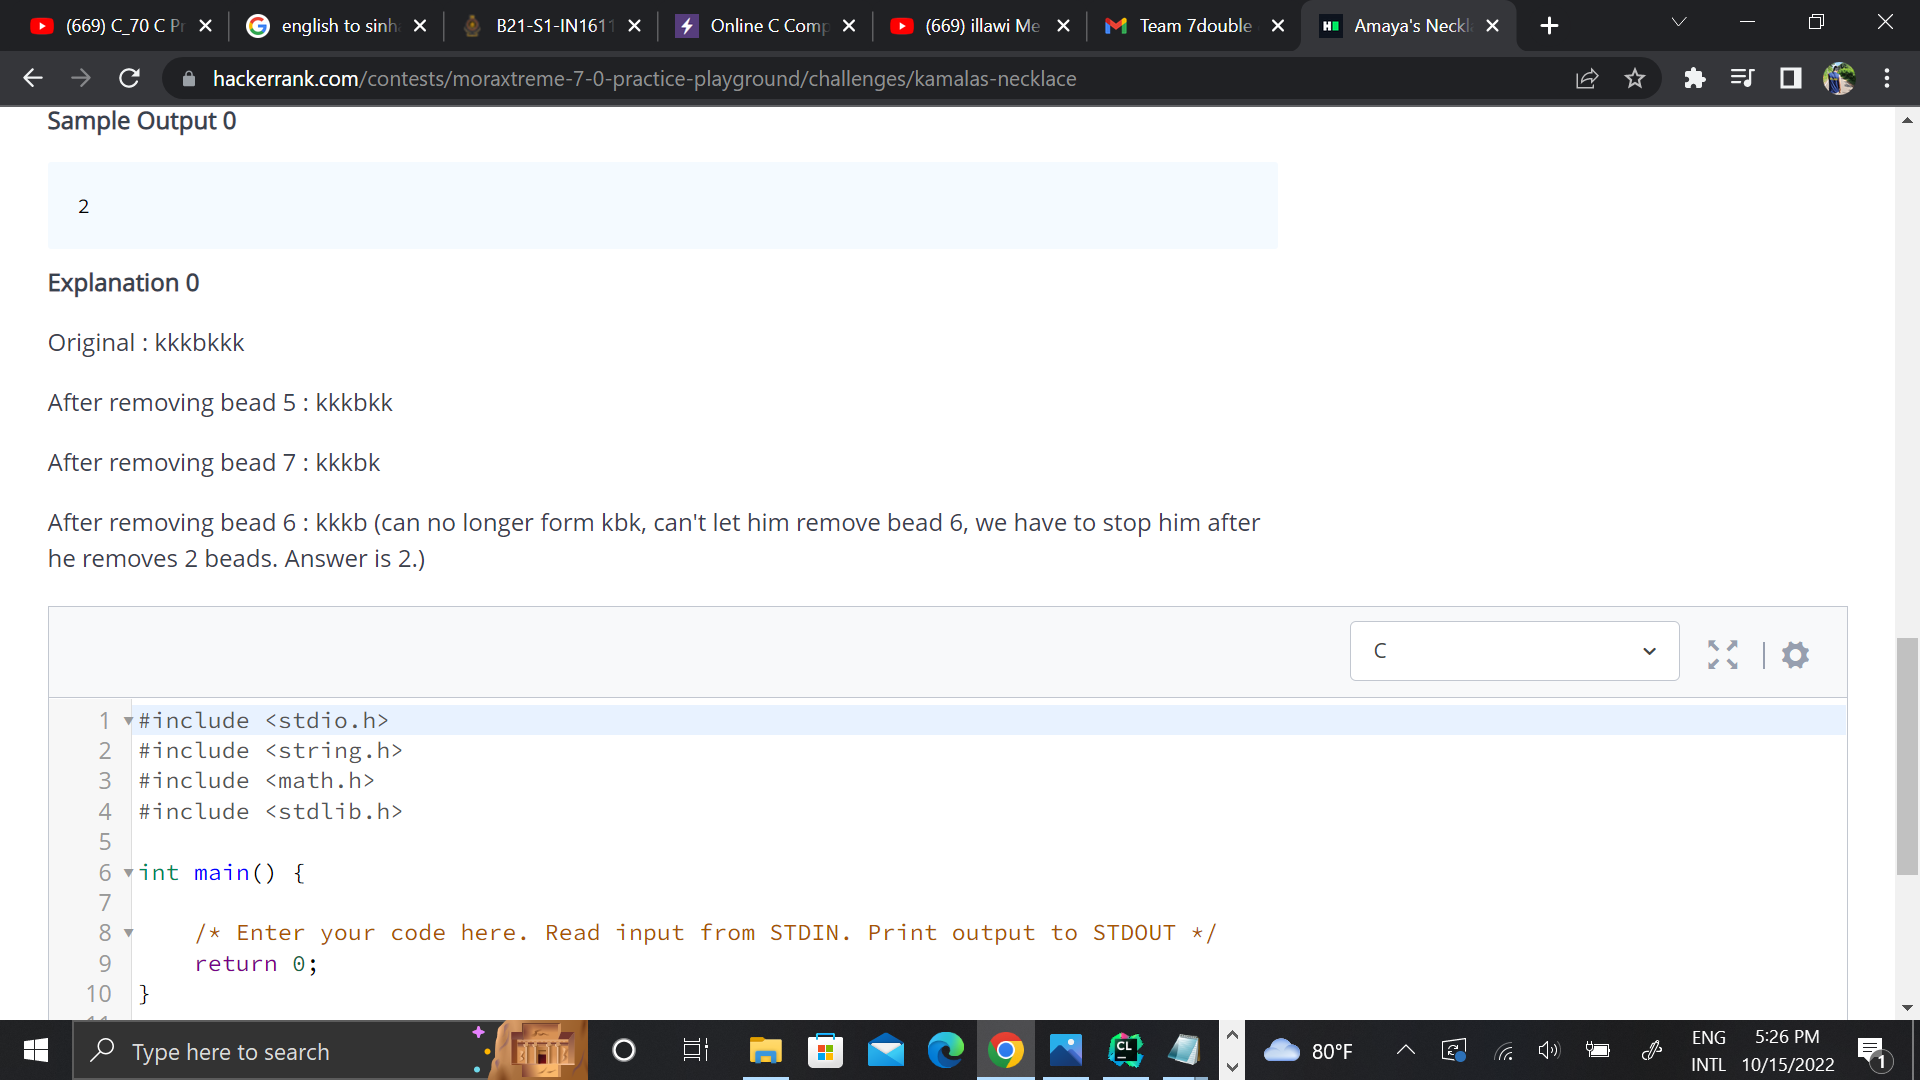 (669) C_70 C Pr
english to sinh
B21-S1-IN1611
Online C Comp
(669) illawi Me
Team 7double
Amaya's Neckl
hackerrank.com/contests/moraxtreme-7-0-practice-playground/challenges/kamalas-necklace
Sample Output 0
2
Explanation 0
Original : kkkbkkk
After removing bead 5 : kkkbkk
After removing bead 7 : kkkbk
After removing bead 6 : kkkb (can no longer form kbk, can't let him remove bead 6, we have to stop him after
he removes 2 beads. Answer is 2.)
C
1 #include <stdio.h>
2 #include <string.h>
3 #include <math.h>
4 #include <stdlib.h>
5
6 int main() {
7
8 /* Enter your code here. Read input from STDIN. Print output to STDOUT */
9 return 0;
10 }
Type here to search
CL
80°F
ENG
INTL
5:26 PM
10/15/2022
1